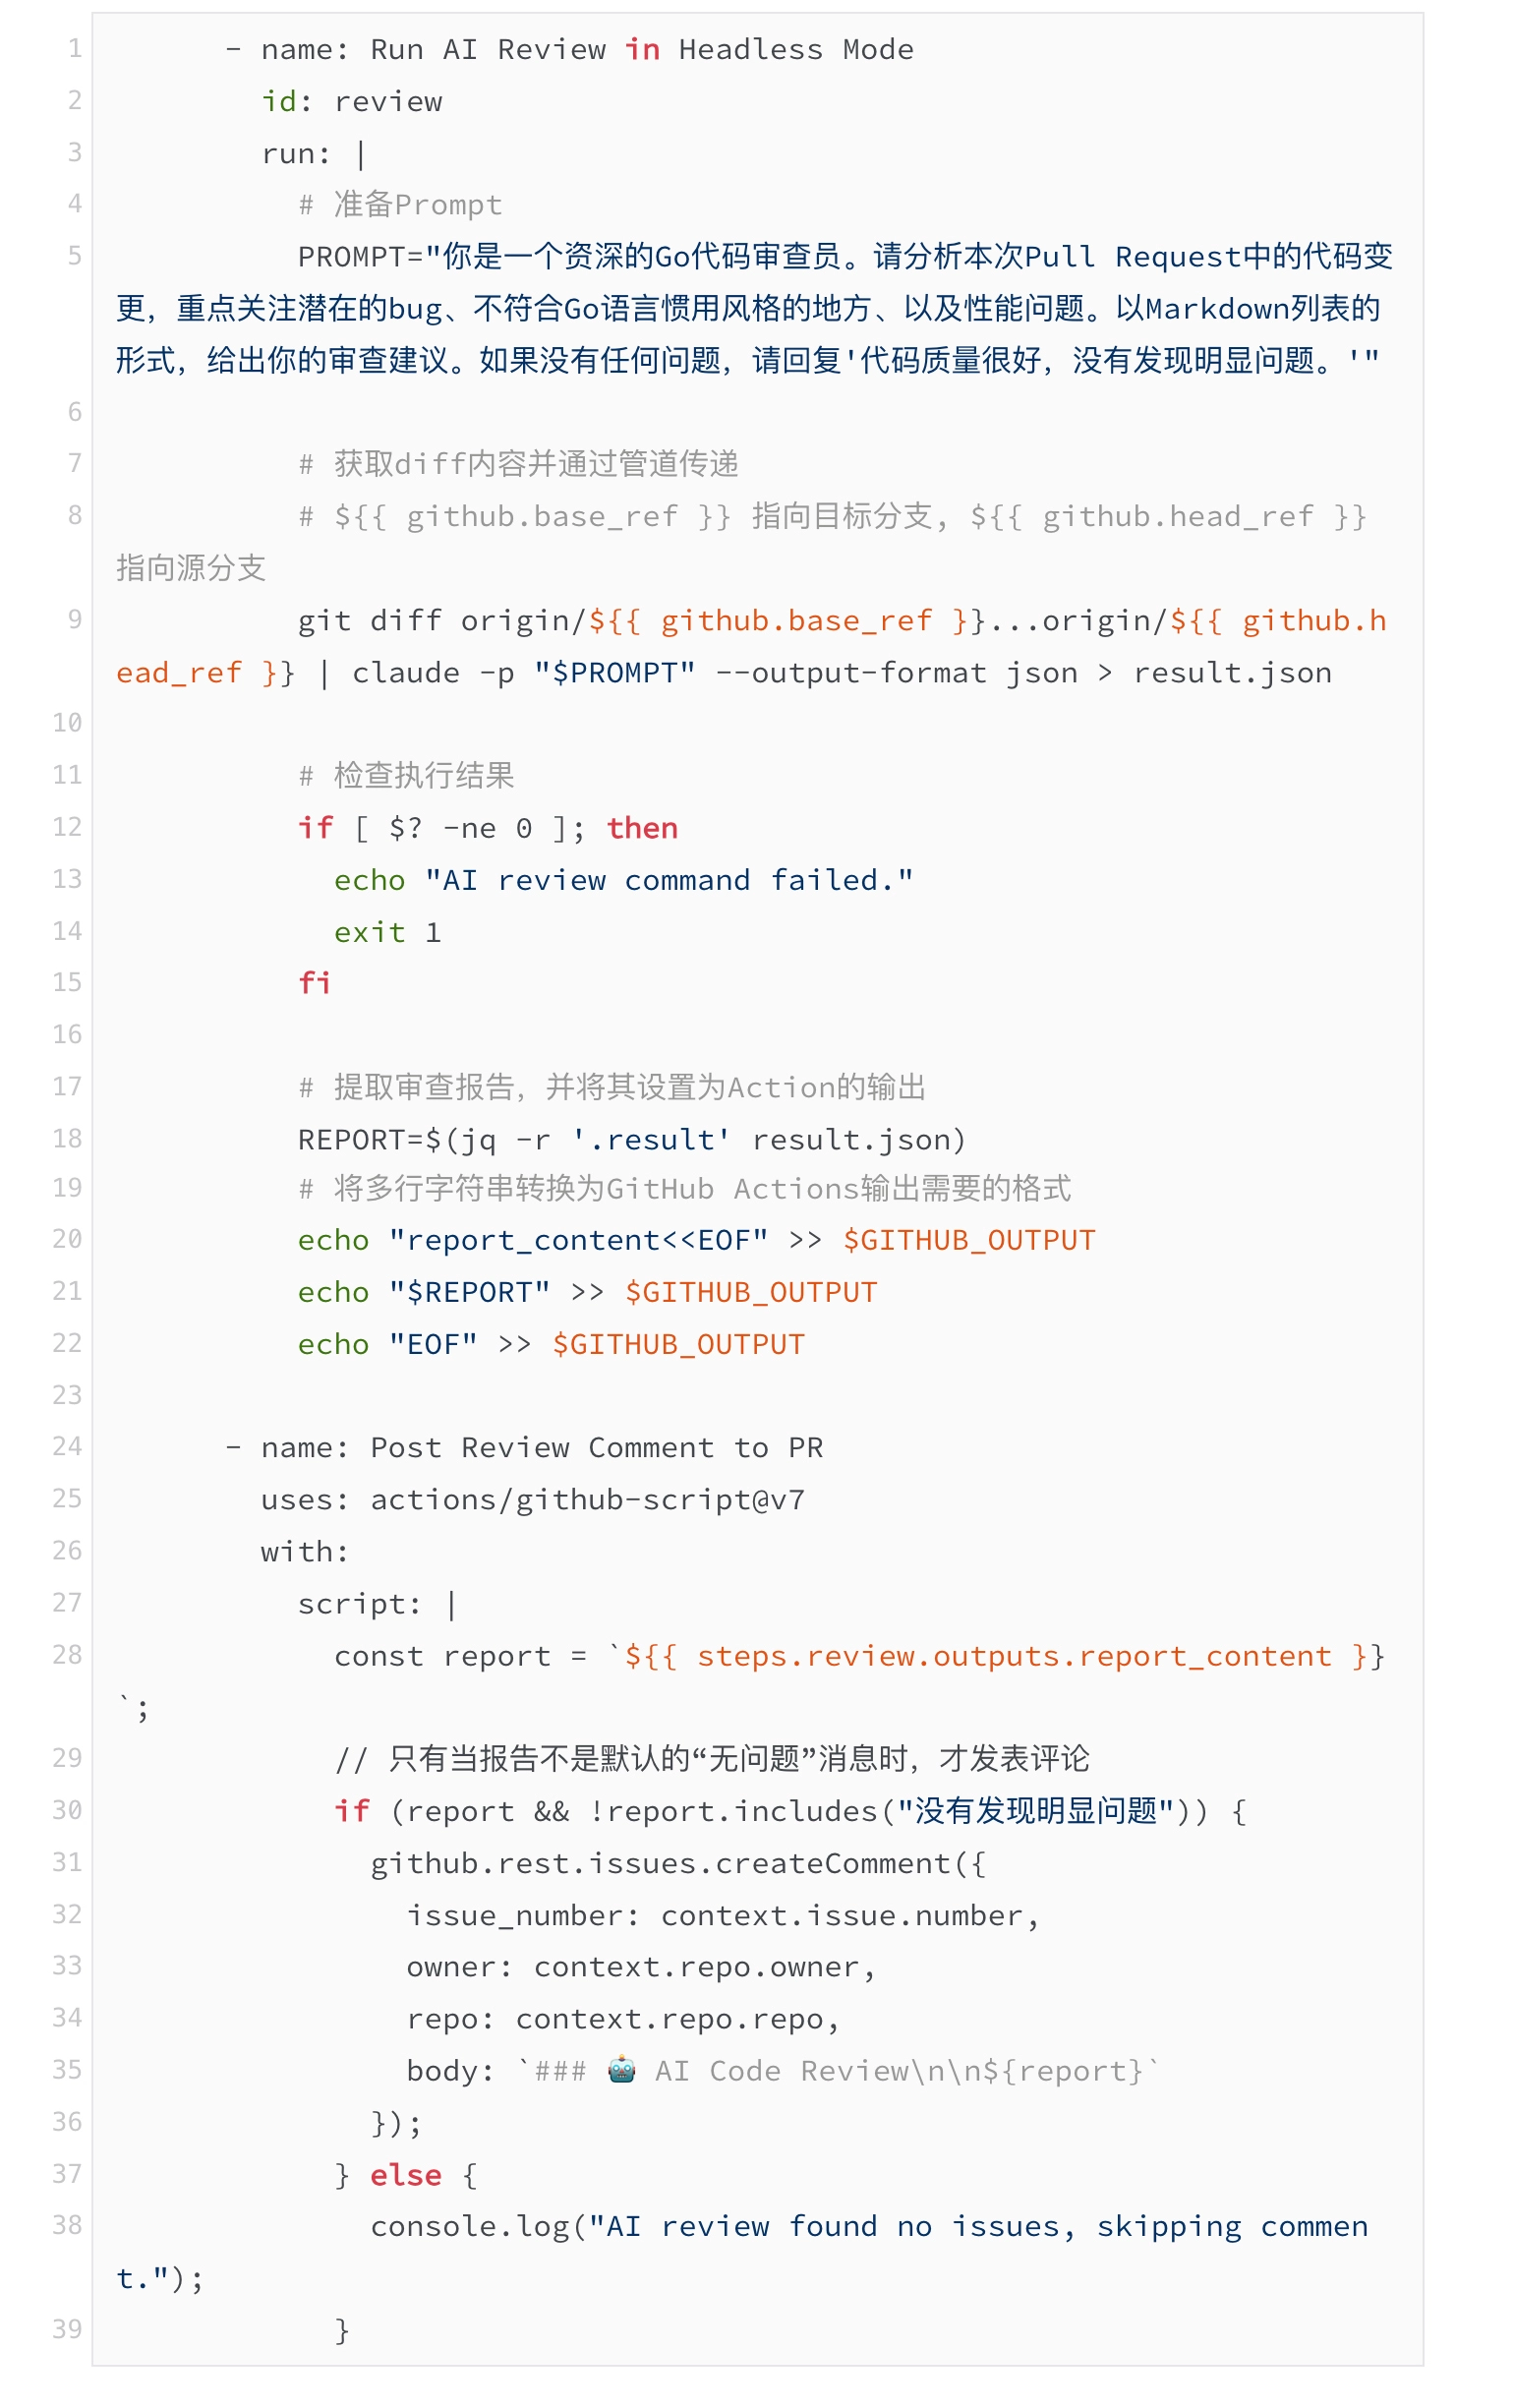 1       - name: Run AI Review in Headless Mode
2         id: review
3         run: |
4           # 准备Prompt
5           PROMPT="你是一个资深的Go代码审查员。请分析本次Pull Request中的代码变
更，重点关注潜在的bug、不符合Go语言惯用风格的地方、以及性能问题。以Markdown列表的
形式，给出你的审查建议。如果没有任何问题，请回复'代码质量很好，没有发现明显问题。'"
6
7           # 获取diff内容并通过管道传递
8           # ${{ github.base_ref }} 指向目标分支, ${{ github.head_ref }}
指向源分支
9           git diff origin/${{ github.base_ref }}...origin/${{ github.h
ead_ref }} | claude -p "$PROMPT" --output-format json > result.json
10
11          # 检查执行结果
12          if [ $? -ne 0 ]; then
13            echo "AI review command failed."
14            exit 1
15          fi
16
17          # 提取审查报告，并将其设置为Action的输出
18          REPORT=$(jq -r '.result' result.json)
19          # 将多行字符串转换为GitHub Actions输出需要的格式
20          echo "report_content<<EOF" >> $GITHUB_OUTPUT
21          echo "$REPORT" >> $GITHUB_OUTPUT
22          echo "EOF" >> $GITHUB_OUTPUT
23
24      - name: Post Review Comment to PR
25        uses: actions/github-script@v7
26        with:
27          script: |
28            const report = `${{ steps.review.outputs.report_content }}
`;
29            // 只有当报告不是默认的“无问题”消息时，才发表评论
30            if (report && !report.includes("没有发现明显问题")) {
31              github.rest.issues.createComment({
32                issue_number: context.issue.number,
33                owner: context.repo.owner,
34                repo: context.repo.repo,
35                body: `### 🤖 AI Code Review\n\n${report}`
36              });
37            } else {
38              console.log("AI review found no issues, skipping commen
t.");
39            }